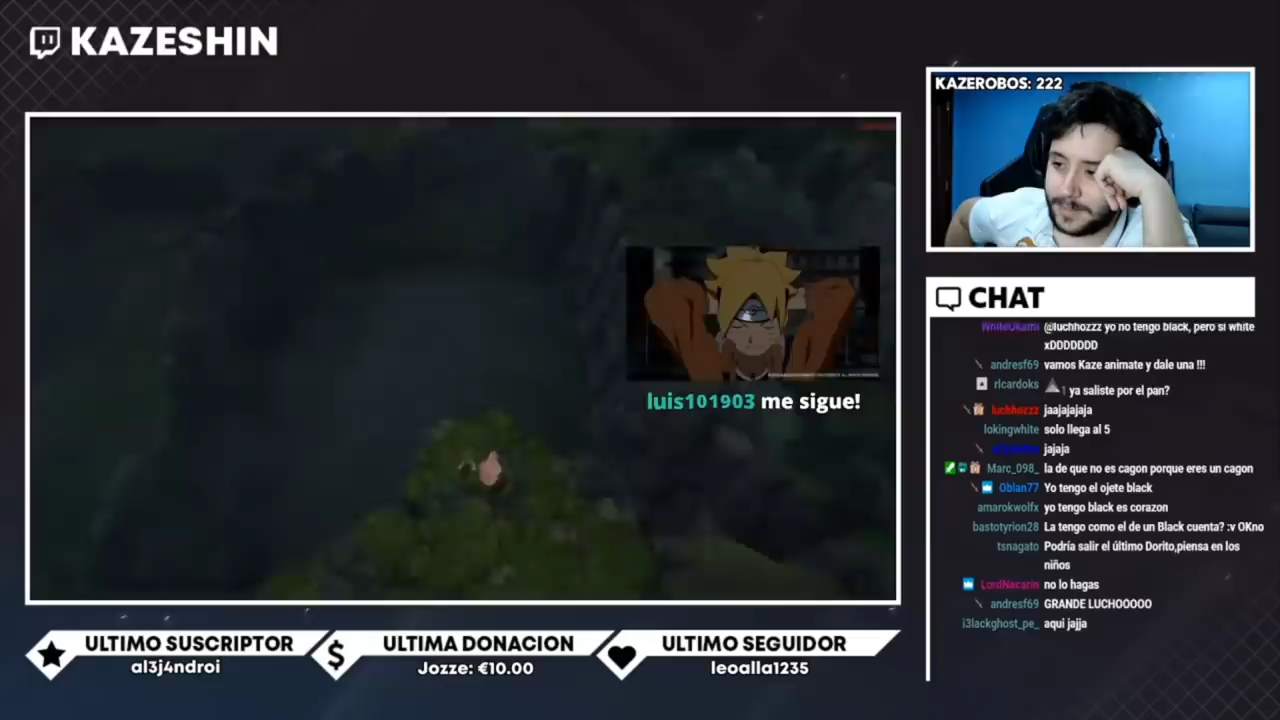 KAZESHIN
KAZEROBOS: 222
luis101903 me sigue!
CHAT
WhiteOkami @luchhozzz yo no tengo black, pero si white
xDDDDDDD
andresf69 vamos Kaze animate y dale una !!!
ricardoks 1 ya saliste por el pan?
luchhozzz jaajajajaja
lokingwhite solo llega al 5
jajaja
Marc_098_ la de que no es cagon porque eres un cagon
Oblan77 Yo tengo el ojete black
amarokwolfx yo tengo black es corazon
bastotyrion28 La tengo como el de un Black cuenta? :v OKno
tsnagato Podría salir el último Dorito,piensa en los
niños
LordNacarin no lo hagas
andresf69 GRANDE LUCHOOOOO
i3lackghost_pe_ aqui jajja
ULTIMO SUSCRIPTOR
al3j4ndroi
ULTIMA DONACION
Jozze: €10.00
ULTIMO SEGUIDOR
leoalla1235